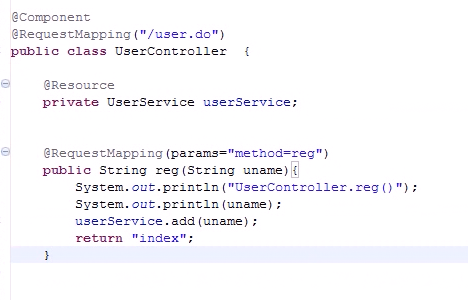 @Component
@RequestMapping("/user.do")
public class UserController  {
@Resource
private UserService userService;
@RequestMapping(params="method=reg")
public String reg(String uname){
System.out.println("UserController.reg()");
System.out.println(uname);
userService.add(uname);
return "index";
}